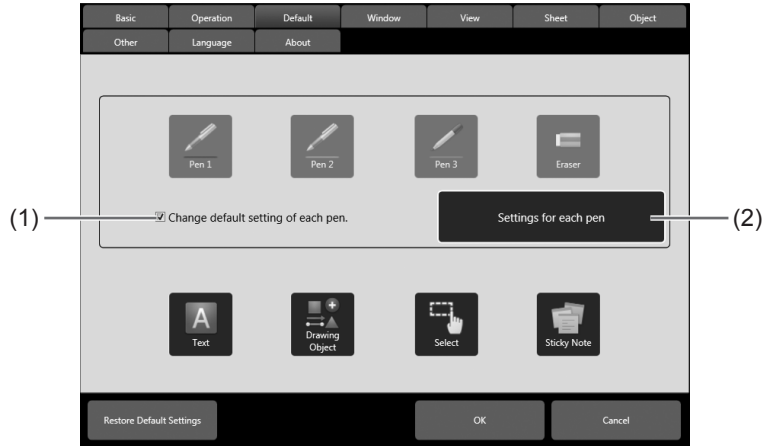 Basic Operation Default Window View Sheet Object
Other Language About
Pen 1 Pen 2 Pen 3 Eraser
(1) Change default setting of each pen. Settings for each pen (2)
Text Drawing Object Select Sticky Note
Restore Default Settings OK Cancel